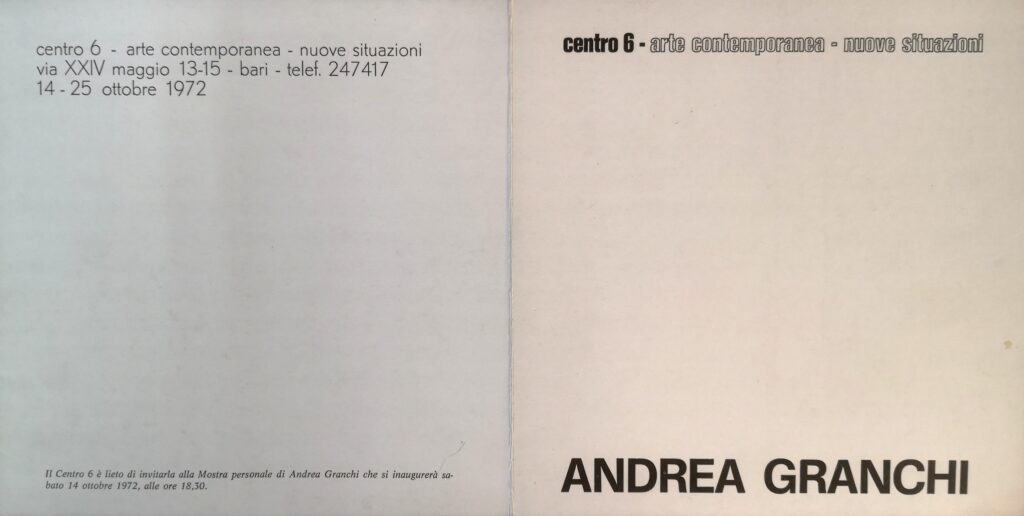 centro 6 - arte contemporanea - nuove situazioni
via XXIV maggio 13-15 - bari - telef. 247417
14 - 25 ottobre 1972
Il Centro 6 è lieto di invitarla alla Mostra personale di Andrea Granchi che si inaugurerà sa-
bato 14 ottobre 1972, alle ore 18,30.
centro 6 - arte contemporanea - nuove situazioni
ANDREA GRANCHI